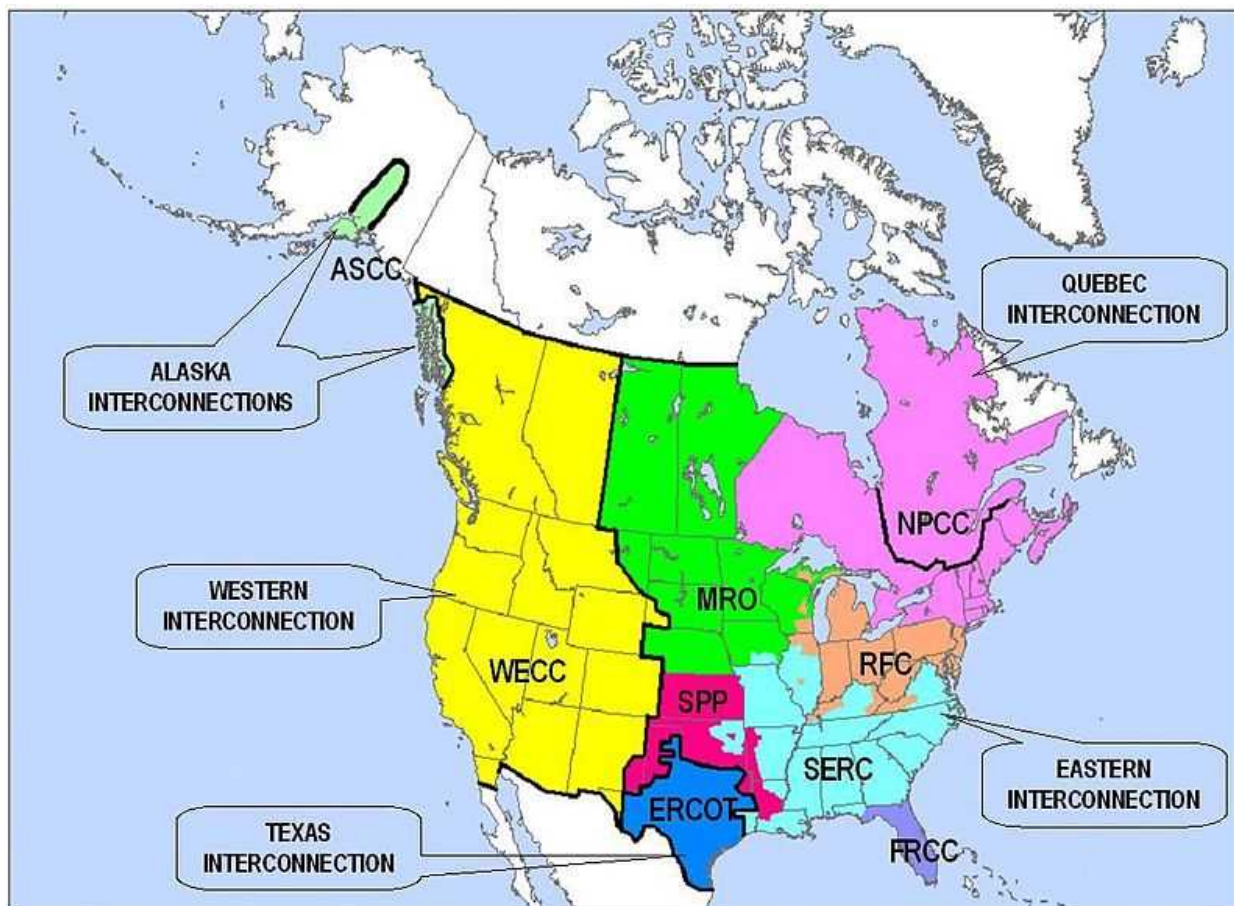 ASCC
QUEBEC
INTERCONNECTION
ALASKA
INTERCONNECTIONS
NPCC
WESTERN
INTERCONNECTION
MRO
WECC
RFC
SPP
SERC
EASTERN
INTERCONNECTION
ERCOT
TEXAS
INTERCONNECTION
FRCC